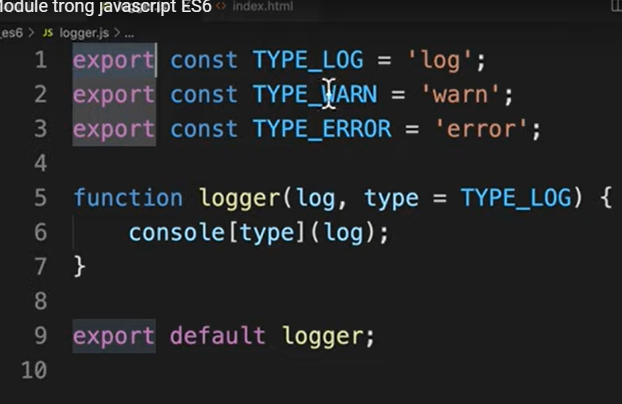 Module trong javascript ES6
<> index.html
_es6 > JS logger.js > ...
1 export const TYPE_LOG = 'log';
2 export const TYPE_WARN = 'warn';
3 export const TYPE_ERROR = 'error';
4
5 function logger(log, type = TYPE_LOG) {
6     console[type](log);
7 }
8
9 export default logger;
10